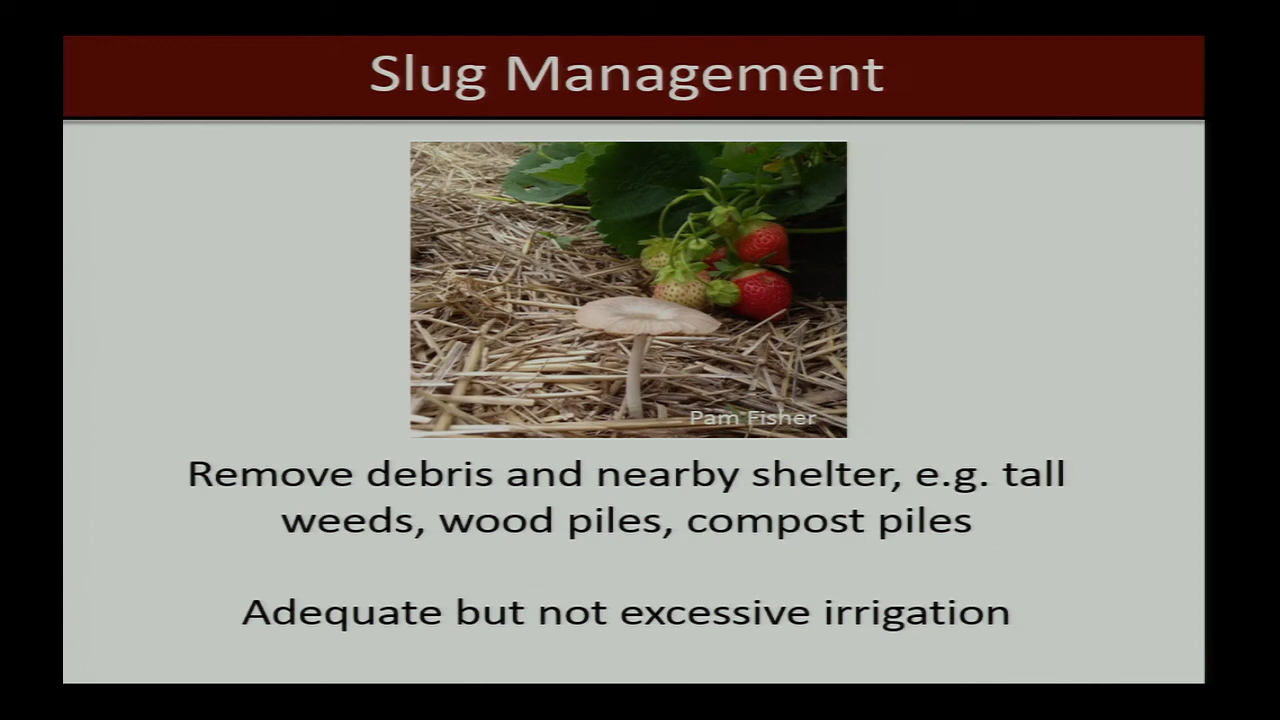 Slug Management
Pam Fisher
Remove debris and nearby shelter, e.g. tall
weeds, wood piles, compost piles
Adequate but not excessive irrigation